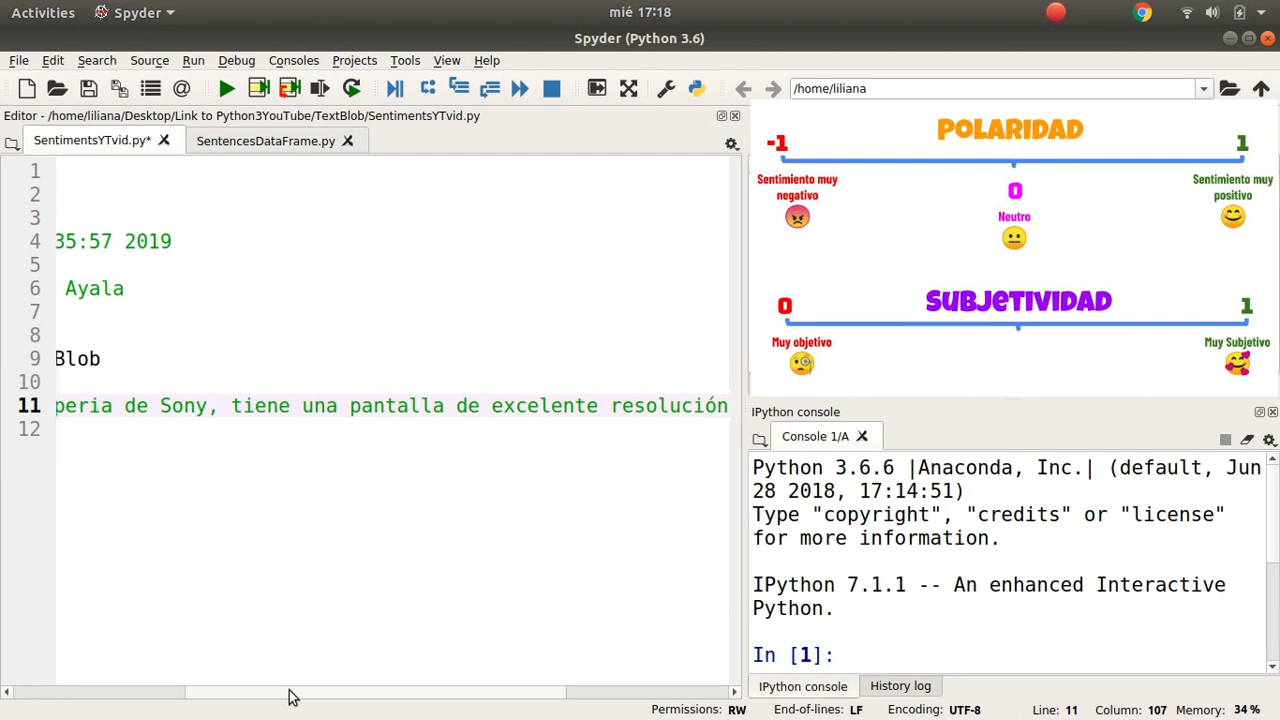 Activities Spyder mié 17:18
Spyder (Python 3.6)
File Edit Search Source Run Debug Consoles Projects Tools View Help
/home/liliana
Editor - /home/liliana/Desktop/Link to Python3YouTube/TextBlob/SentimentsYTvid.py
SentimentsYTvid.py* SentencesDataFrame.py
1
2
3
4 35:57 2019
5
6 Ayala
7
8
9 Blob
10
11 peria de Sony, tiene una pantalla de excelente resolución
12
POLARIDAD
-1 1
Sentimiento muy negativo
0
Neutro
Sentimiento muy positivo
SUBJETIVIDAD
0 1
Muy objetivo Muy Subjetivo
IPython console
Console 1/A
Python 3.6.6 |Anaconda, Inc.| (default, Jun
28 2018, 17:14:51)
Type "copyright", "credits" or "license"
for more information.
IPython 7.1.1 -- An enhanced Interactive
Python.
In [1]:
IPython console History log
Permissions: RW End-of-lines: LF Encoding: UTF-8 Line: 11 Column: 107 Memory: 34 %